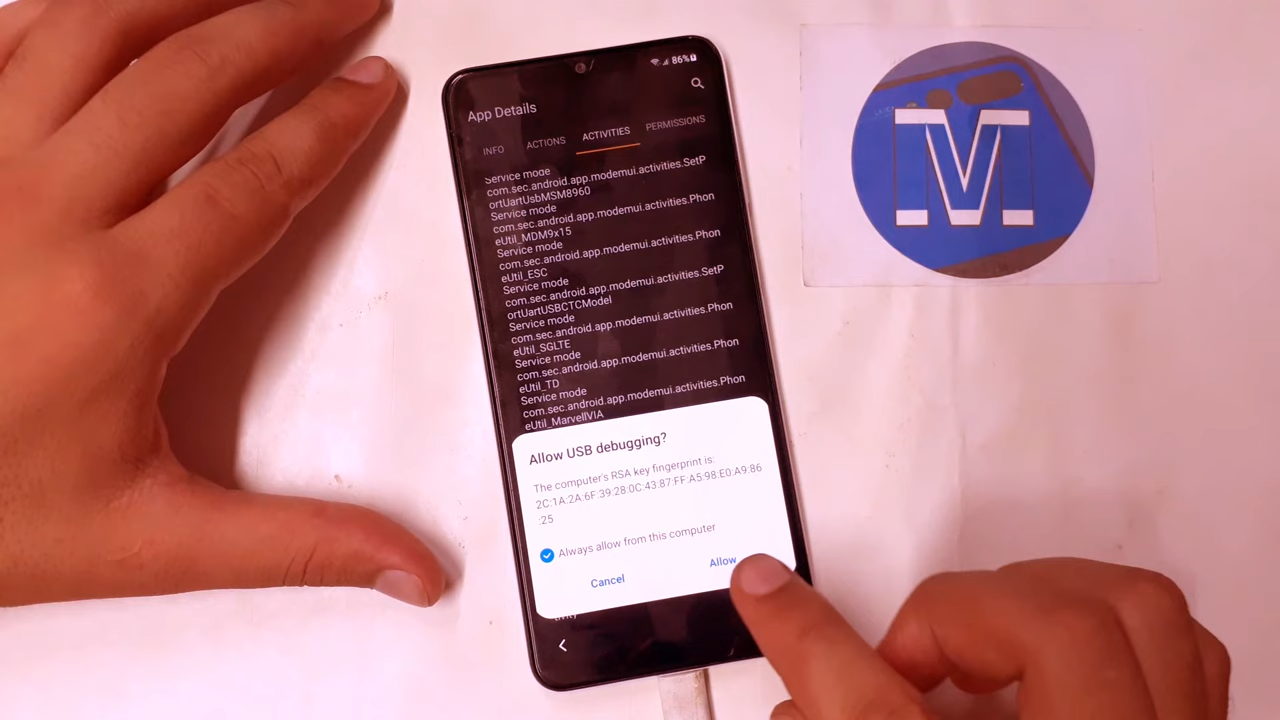 86%
App Details
INFO ACTIONS ACTIVITIES PERMISSIONS
Service mode
com.sec.android.app.modemui.activities.SetP
ortUartUsbMSM8960
Service mode
com.sec.android.app.modemui.activities.Phon
eUtil_MDM9x15
Service mode
com.sec.android.app.modemui.activities.Phon
eUtil_ESC
Service mode
com.sec.android.app.modemui.activities.SetP
ortUartUSBCTCModel
Service mode
com.sec.android.app.modemui.activities.Phon
eUtil_SGLTE
Service mode
com.sec.android.app.modemui.activities.Phon
eUtil_TD
Service mode
com.sec.android.app.modemui.activities.Phon
eUtil_MarvellVIA
Allow USB debugging?
The computer's RSA key fingerprint is:
2C:1A:2A:6F:39:28:0C:43:87:FF:A5:98:E0:A9:86
:25
Always allow from this computer
Cancel Allow
M